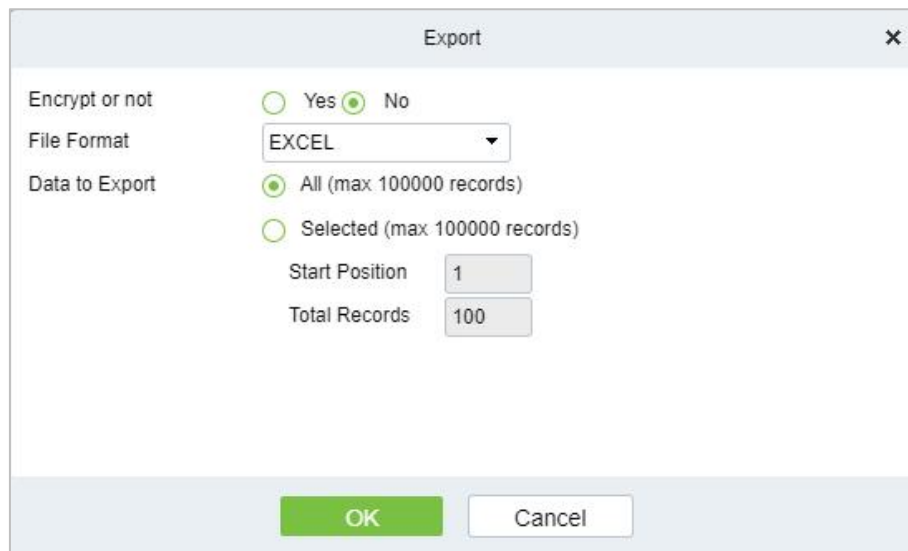 Export
Encrypt or not Yes No
File Format EXCEL
Data to Export All (max 100000 records)
Selected (max 100000 records)
Start Position 1
Total Records 100
OK Cancel